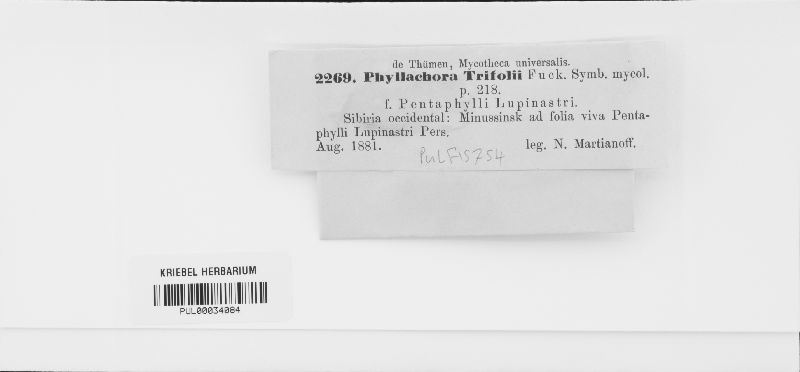 de Thümen, Mycotheca universalis.
2269. Phyllachora Trifolii Fuck. Symb. mycol.
p. 218.
f. Pentaphylli Lupinastri.
Sibiria occidental: Minussinsk ad folia viva Penta-
phylli Lupinastri Pers.
Aug. 1881. leg. N. Martianoff.
PUL F15754
KRIEBEL HERBARIUM
PUL00034084